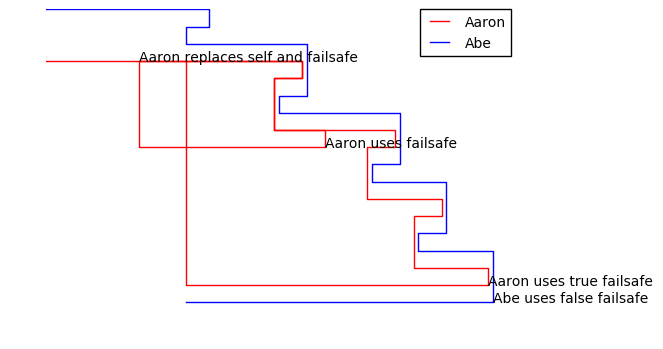 Aaron
Abe
Aaron replaces self and failsafe
Aaron uses failsafe
Aaron uses true failsafe
Abe uses false failsafe